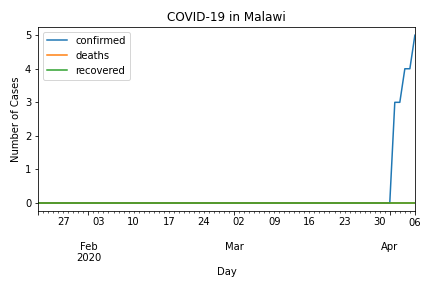 COVID-19 in Malawi
confirmed
deaths
recovered
Number of Cases
5
4
3
2
1
0
27 03 10 17 24 02 09 16 23 30 06
Feb Mar Apr
2020
Day